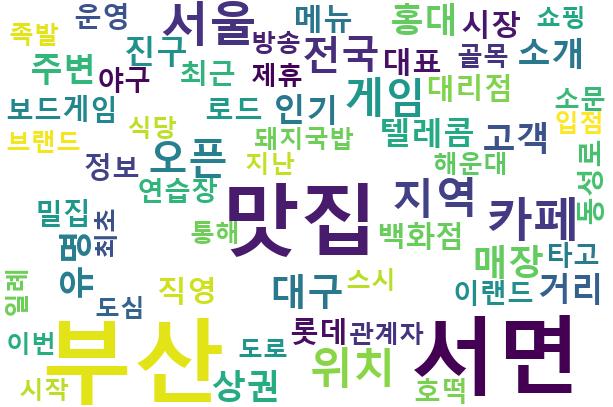 족발 운영 서울 메뉴 홍대 시장 쇼핑
주변 진구 야구 방송 전국 대표 골목 소개
최근 제휴
보드게임 로드 인기 게임 대리점 소문
브랜드 식당 돼지국밥 텔레콤 고객 입점
정보 오픈 지난 해운대 동성로
연습장 맛집 지역 카페
밀집 최초 통해 백화점
유명 매장 타고
일레 직영 대구 스시 이랜드 거리
도심 부산 롯데 관계자 서면
이번 도로 위치
시작 상권 호떡